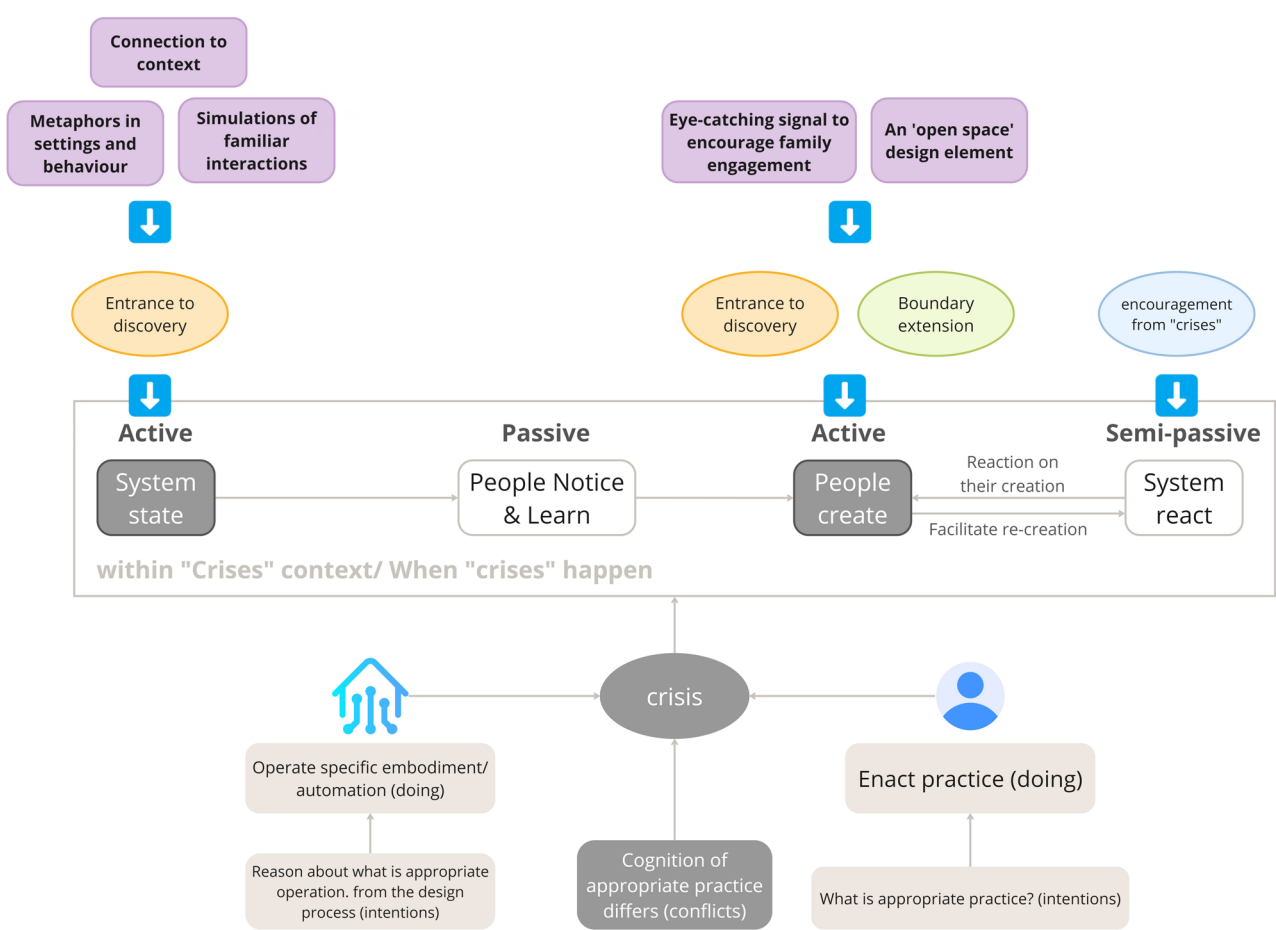 Connection to
context
Metaphors in
settings and
behaviour
Simulations of
familiar
interactions
Eye-catching signal to
encourage family
engagement
An 'open space'
design element
Entrance to
discovery
Entrance to
discovery
Boundary
extension
encouragement
from "crises"
Active
Passive
Active
Semi-passive
System
state
People Notice
& Learn
People
create
Reaction on
their creation
Facilitate re-creation
System
react
within "Crises" context/ When "crises" happen
crisis
Operate specific embodiment/
automation (doing)
Enact practice (doing)
Reason about what is appropriate
operation. from the design
process (intentions)
Cognition of
appropriate practice
differs (conflicts)
What is appropriate practice? (intentions)